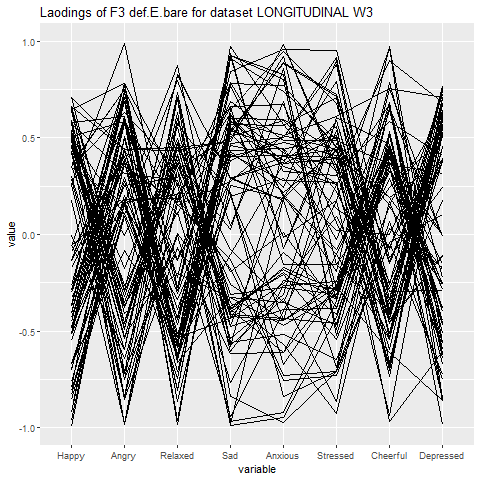 Laodings of F3 def.E.bare for dataset LONGITUDINAL W3
1.0
0.5
0.0
-0.5
-1.0
value
Happy Angry Relaxed Sad Anxious Stressed Cheerful Depressed
variable